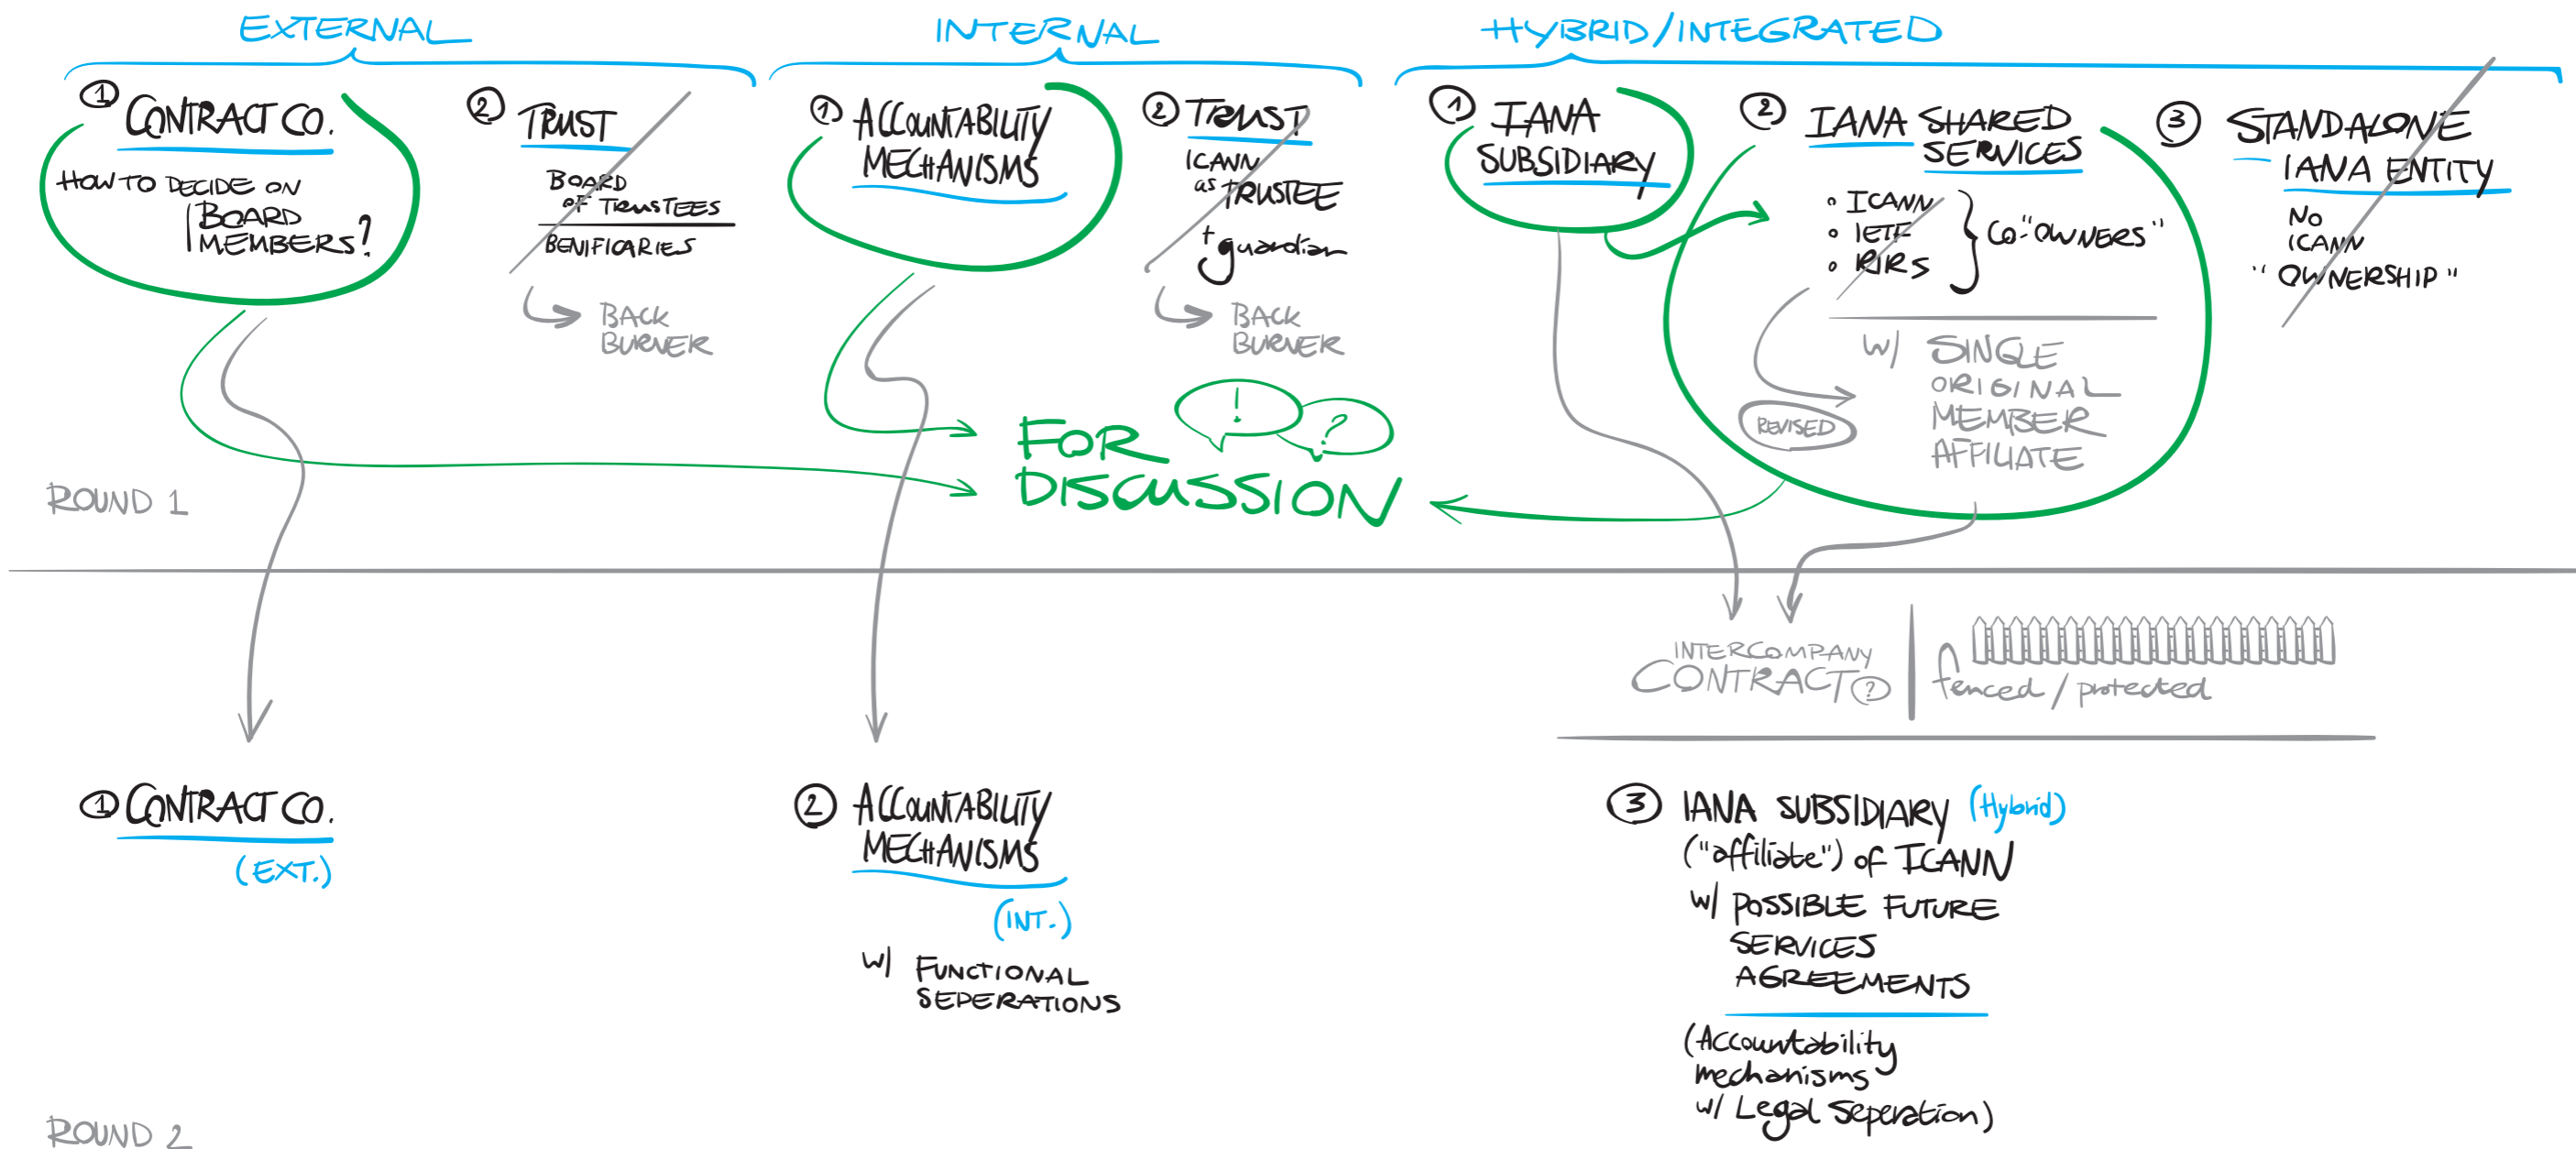 EXTERNAL
① CONTRACT CO.
HOW TO DECIDE ON
BOARD
MEMBERS?
② TRUST
BOARD
OF TRUSTEES
BENIFICARIES
BACK
BURNER
INTERNAL
① ACCOUNTABILITY
MECHANISMS
② TRUST
ICANN
as TRUSTEE
+ guardian
BACK
BURNER
HYBRID/INTEGRATED
① IANA
SUBSIDIARY
② IANA SHARED
SERVICES
• ICANN
• IETF
• RIRS
CO-"OWNERS"
W/ SINGLE
ORIGINAL
MEMBER
AFFILIATE
REVISED
③ STANDALONE
IANA ENTITY
NO
ICANN
"OWNERSHIP"
! ?
FOR
DISCUSSION
ROUND 1
INTERCOMPANY
CONTRACT ?
fenced / protected
① CONTRACT CO.
(EXT.)
② ACCOUNTABILITY
MECHANISMS
(INT.)
W/ FUNCTIONAL
SEPERATIONS
③ IANA SUBSIDIARY (Hybrid)
("affiliate") of ICANN
W/ POSSIBLE FUTURE
SERVICES
AGREEMENTS
(Accountability
mechanisms
w/ Legal Seperation)
ROUND 2